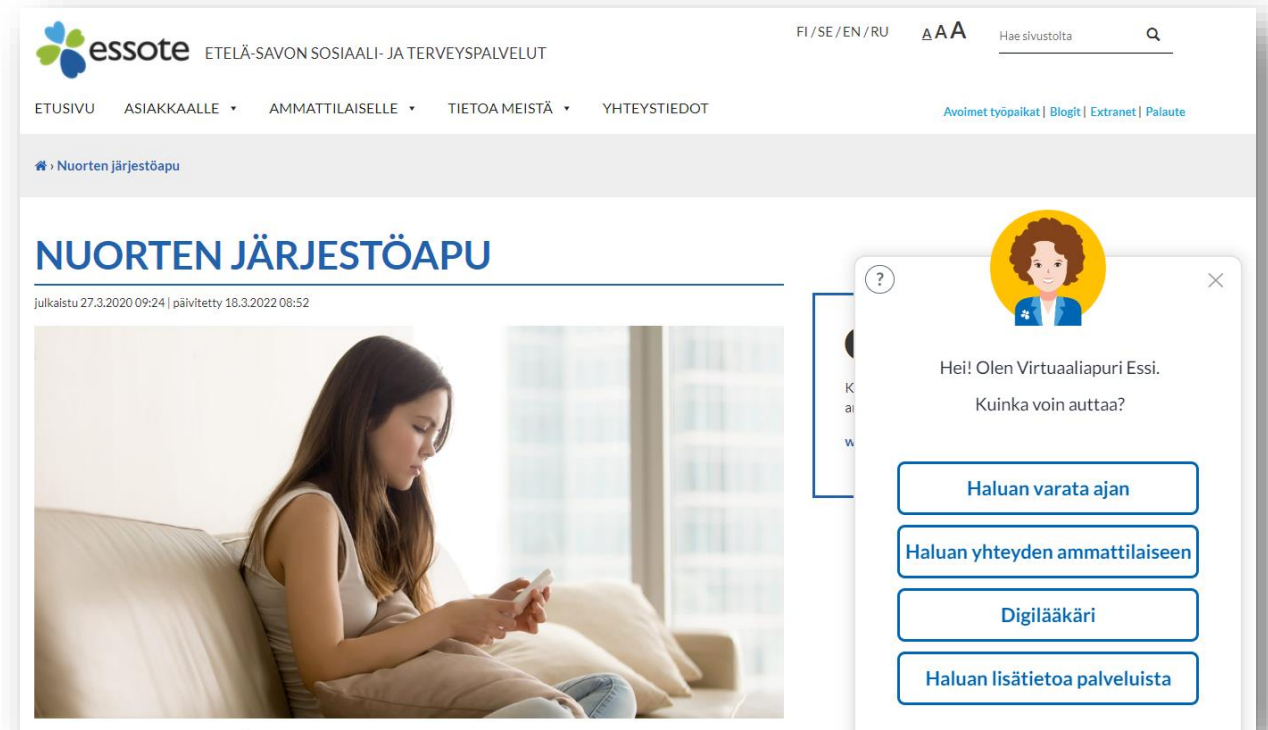 essote ETELÄ-SAVON SOSIAALI- JA TERVEYSPALVELUT
FI / SE / EN / RU
A A A
Hae sivustolta
ETUSIVU ASIAKKAALLE AMMATTILAISELLE TIETOA MEISTÄ YHTEYSTIEDOT
Avoimet työpaikat | Blogit | Extranet | Palaute
› Nuorten järjestöapu
NUORTEN JÄRJESTÖAPU
julkaistu 27.3.2020 09:24 | päivitetty 18.3.2022 08:52
?
Hei! Olen Virtuaaliapuri Essi.
Kuinka voin auttaa?
Haluan varata ajan
Haluan yhteyden ammattilaiseen
Digilääkäri
Haluan lisätietoa palveluista